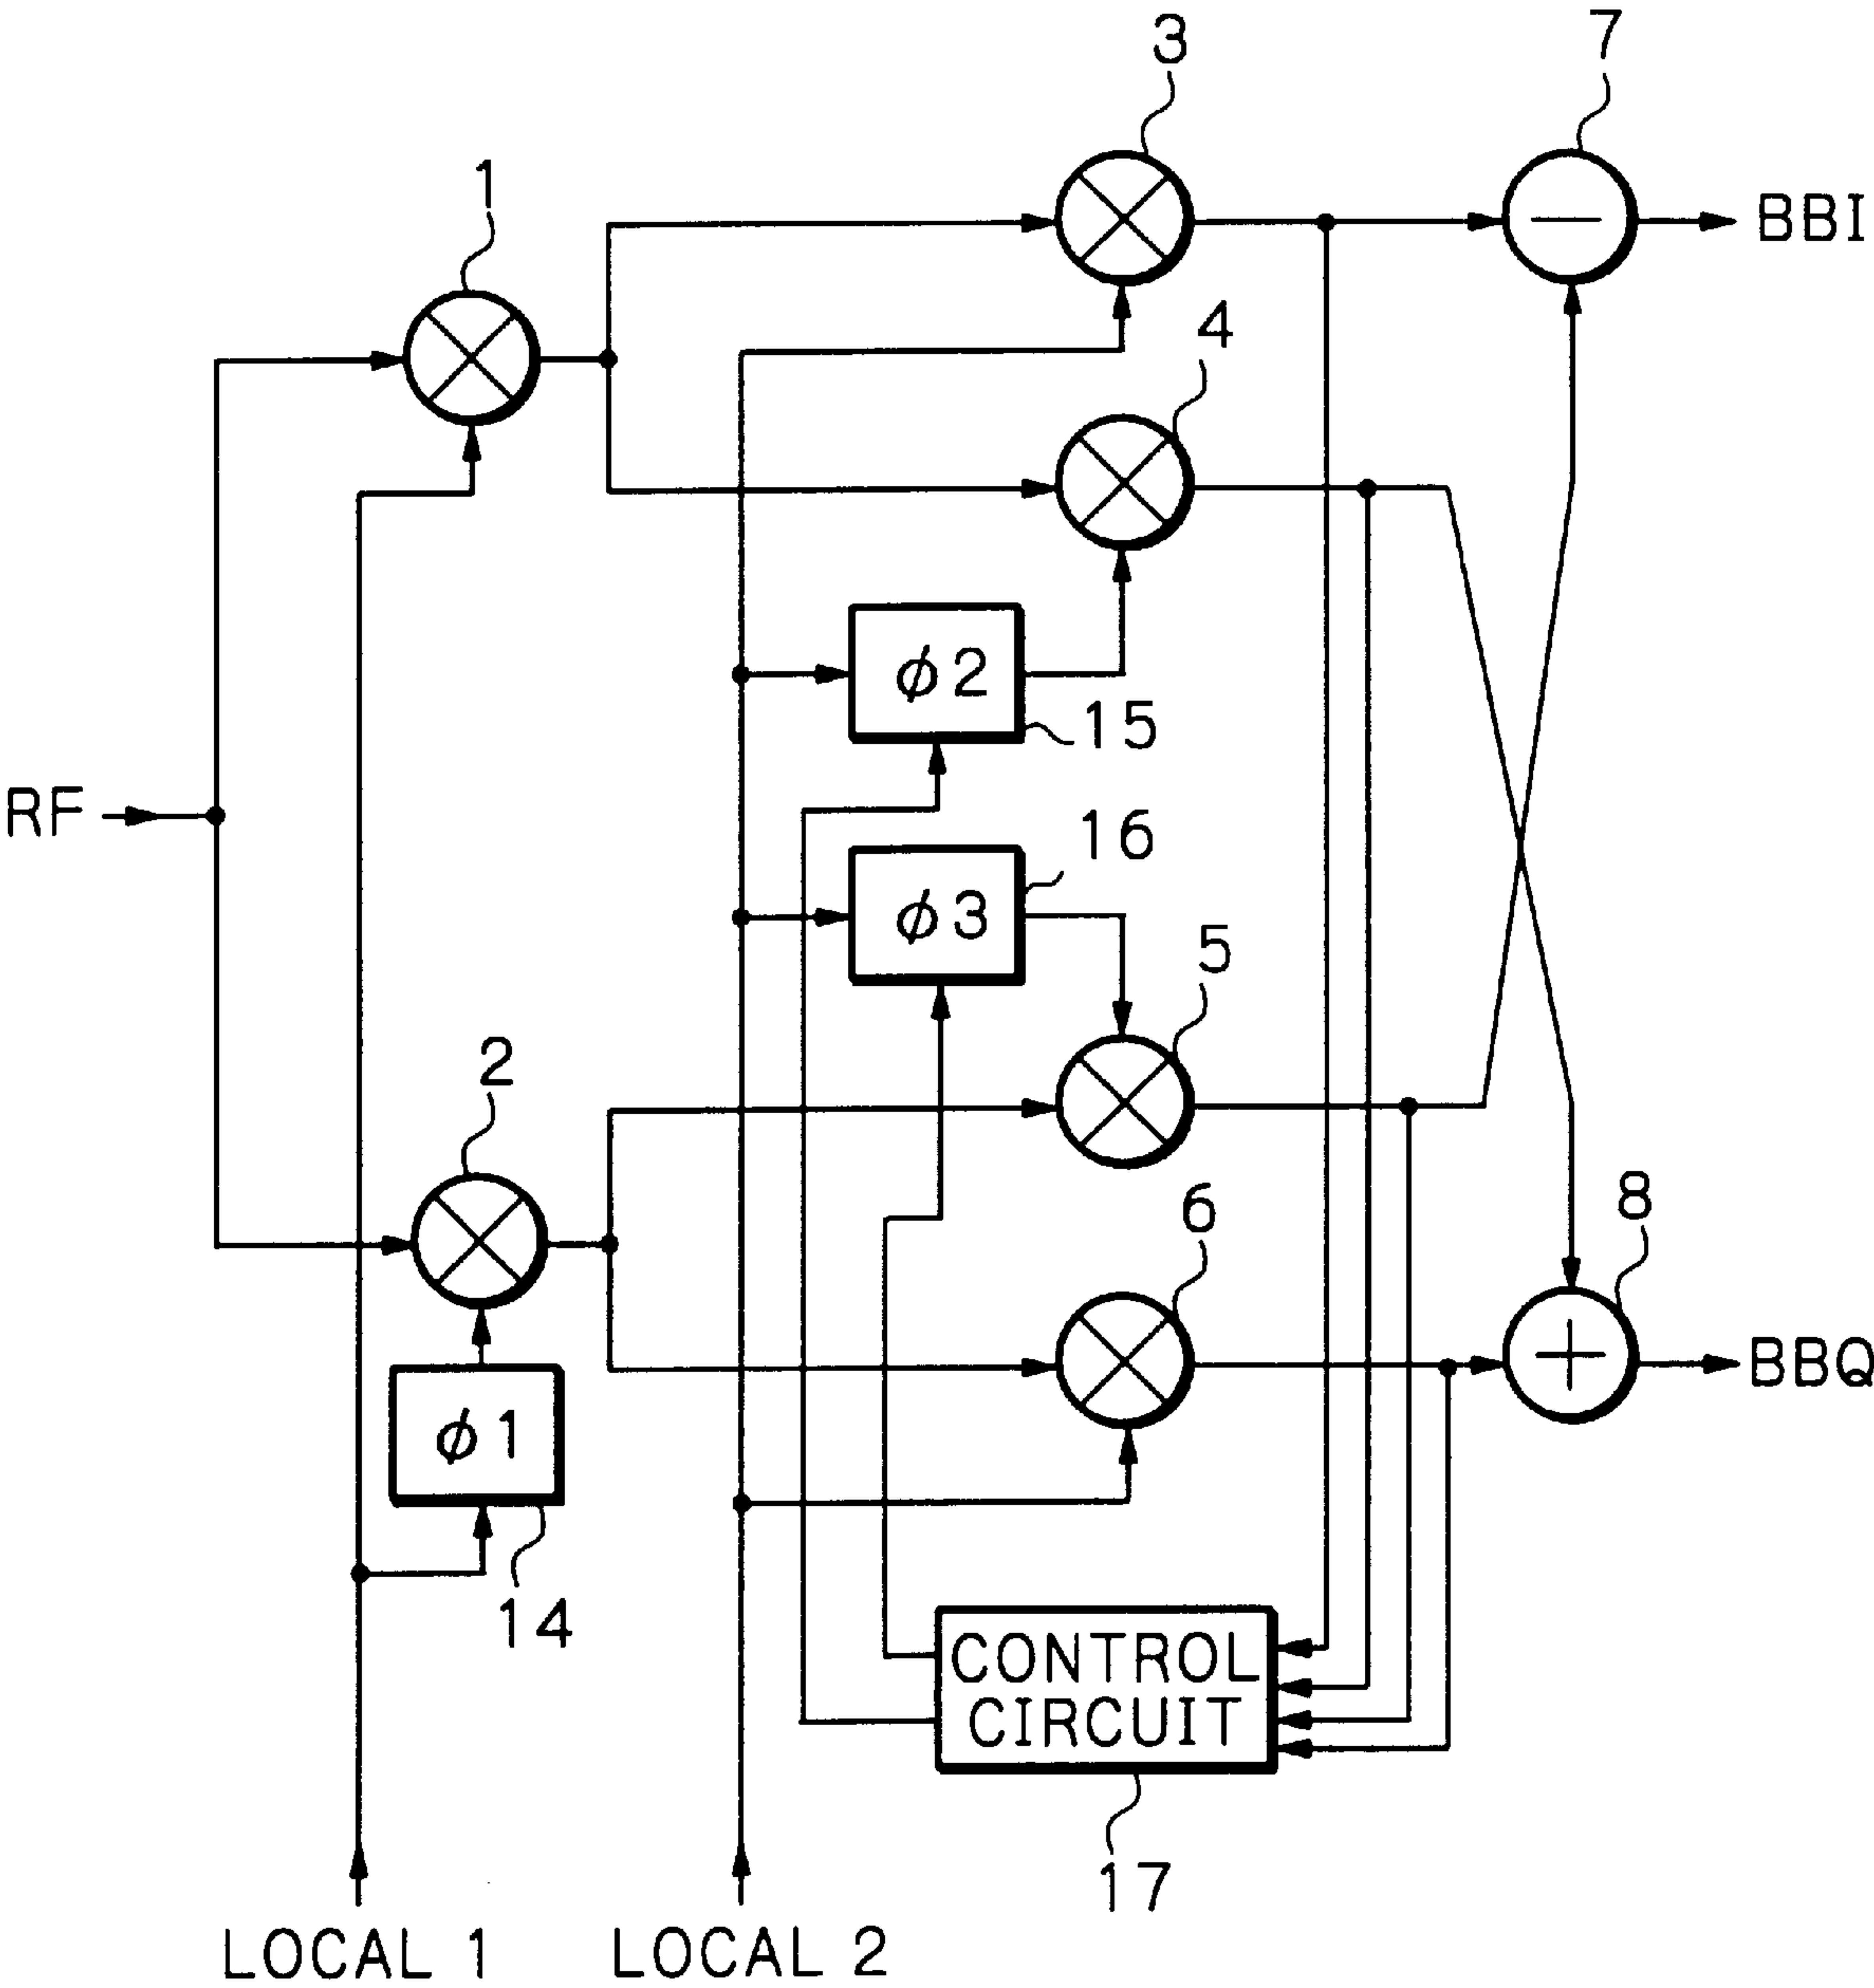 3
7
1
BBI
4
φ2
15
RF
16
φ3
5
2
6
8
BBQ
φ1
14
CONTROL
CIRCUIT
17
LOCAL 1
LOCAL 2